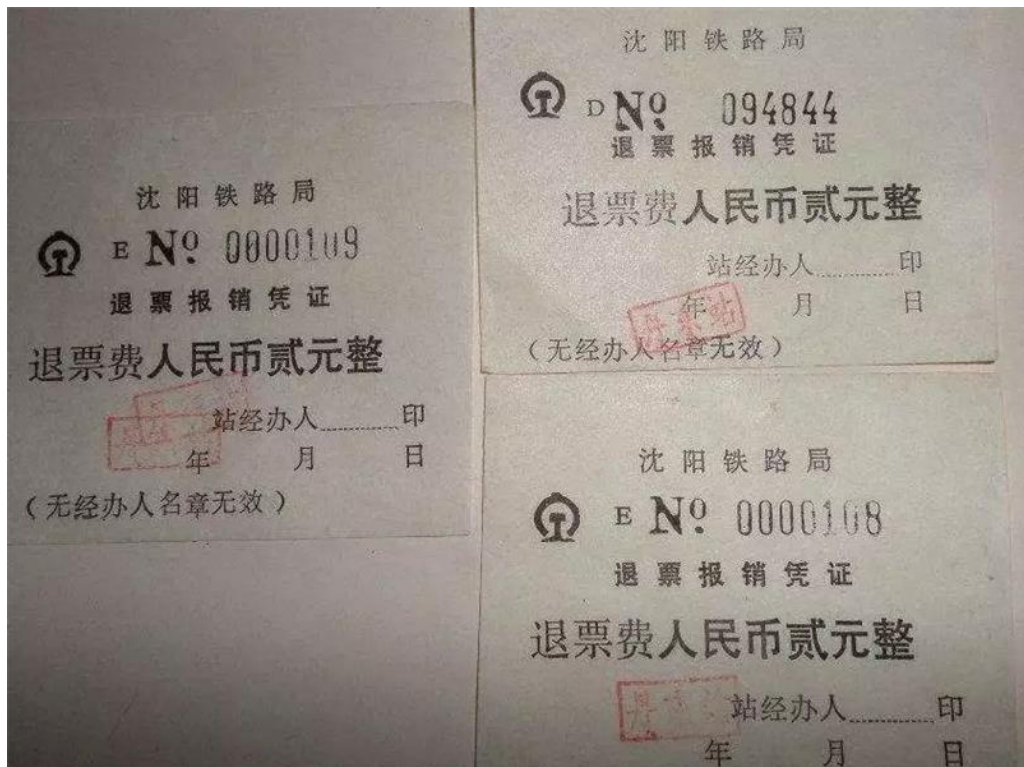 沈阳铁路局
E № 0000109
退票报销凭证
退票费人民币贰元整
站经办人 印
年 月 日
(无经办人名章无效)
沈阳铁路局
D № 094844
退票报销凭证
退票费人民币贰元整
站经办人 印
年 月 日
丹东站
(无经办人名章无效)
沈阳铁路局
E № 0000108
退票报销凭证
退票费人民币贰元整
站经办人 印
年 月 日